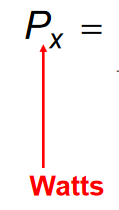 Px =
Watts